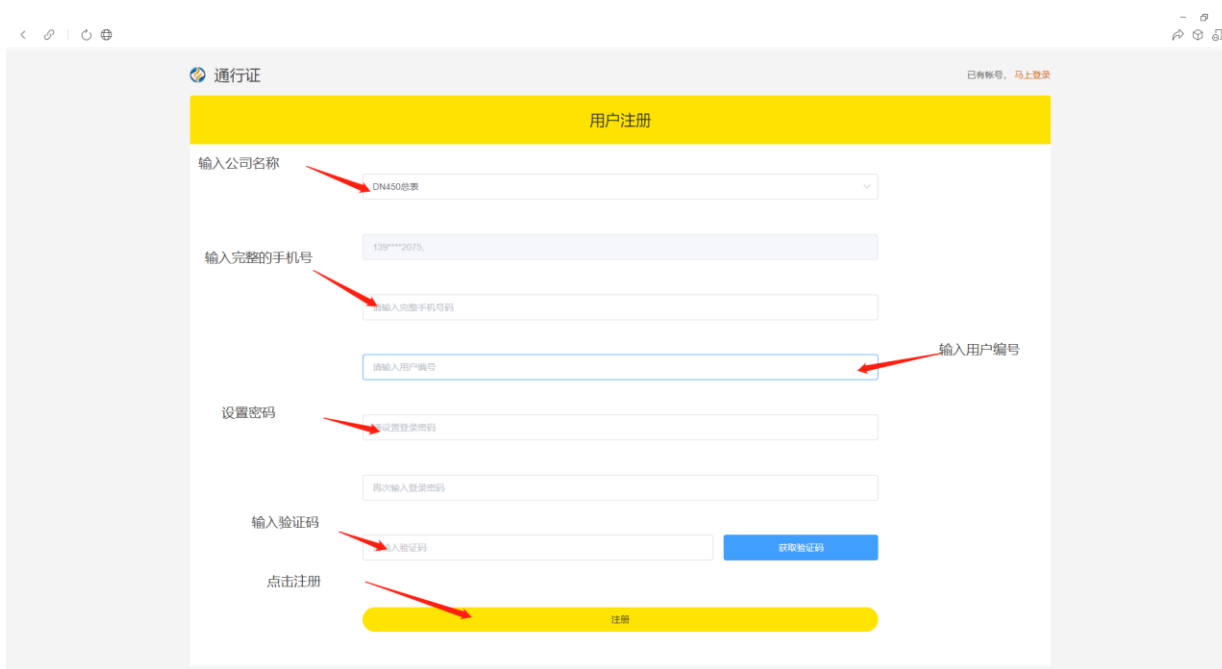 通行证
已有帐号，马上登录
用户注册
输入公司名称
DN450总表
输入完整的手机号
139****2075,
请输入完整手机号码
输入用户编号
请输入用户编号
设置密码
请设置登录密码
再次输入登录密码
输入验证码
请输入验证码
获取验证码
点击注册
注册